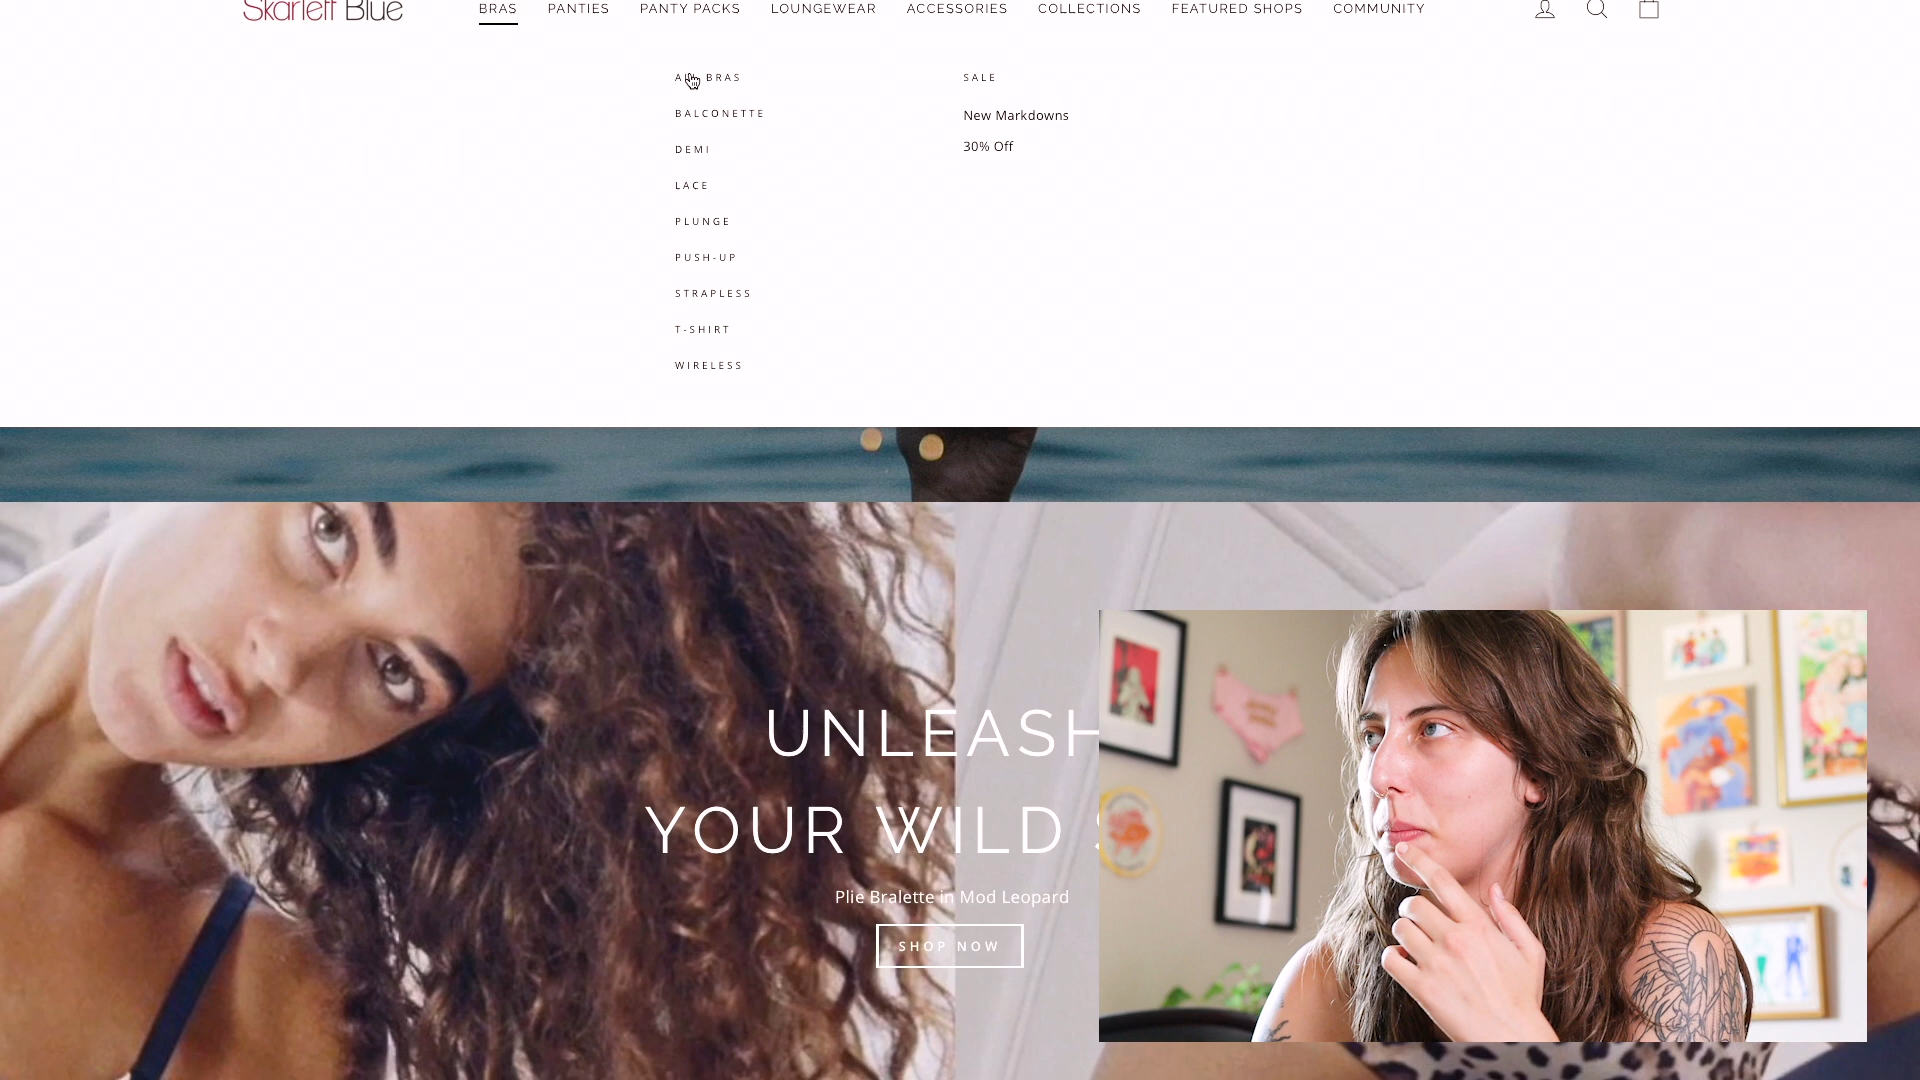 Skarlett Blue
BRAS
PANTIES
PANTY PACKS
LOUNGEWEAR
ACCESSORIES
COLLECTIONS
FEATURED SHOPS
COMMUNITY
BRAS
BALCONETTE
DEMI
LACE
PLUNGE
PUSH-UP
STRAPLESS
T-SHIRT
WIRELESS
SALE
New Markdowns
30% Off
UNLEASH
YOUR WILD
Plie Bralette in Mod Leopard
SHOP NOW